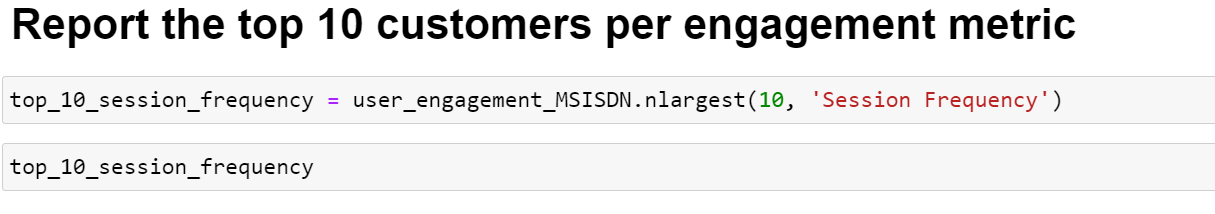 Report the top 10 customers per engagement metric
top_10_session_frequency = user_engagement_MSISDN.nlargest(10, 'Session Frequency')
top_10_session_frequency